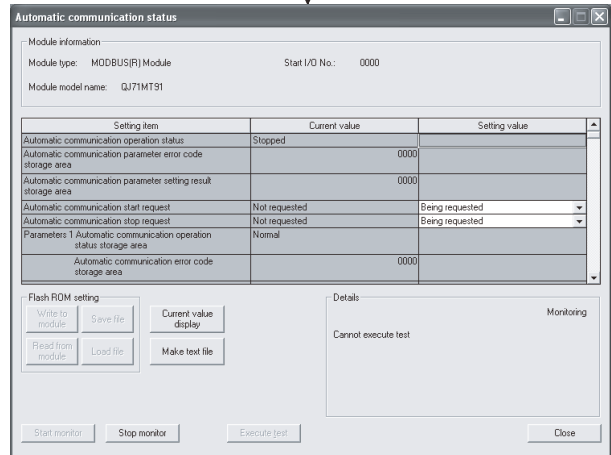 Automatic communication status
Module information
Module type: MODBUS(R) Module Start I/O No.: 0000
Module model name: QJ71MT91
Setting item Current value Setting value
Automatic communication operation status Stopped
Automatic communication parameter error code 0000
storage area
Automatic communication parameter setting result 0000
storage area
Automatic communication start request Not requested Being requested
Automatic communication stop request Not requested Being requested
Parameters 1 Automatic communication operation Normal
status storage area
Automatic communication error code 0000
storage area
Flash ROM setting
Write to
module
Save file
Current value
display
Read from
module
Load file
Make text file
Details
Monitoring
Cannot execute test
Start monitor Stop monitor Execute test Close